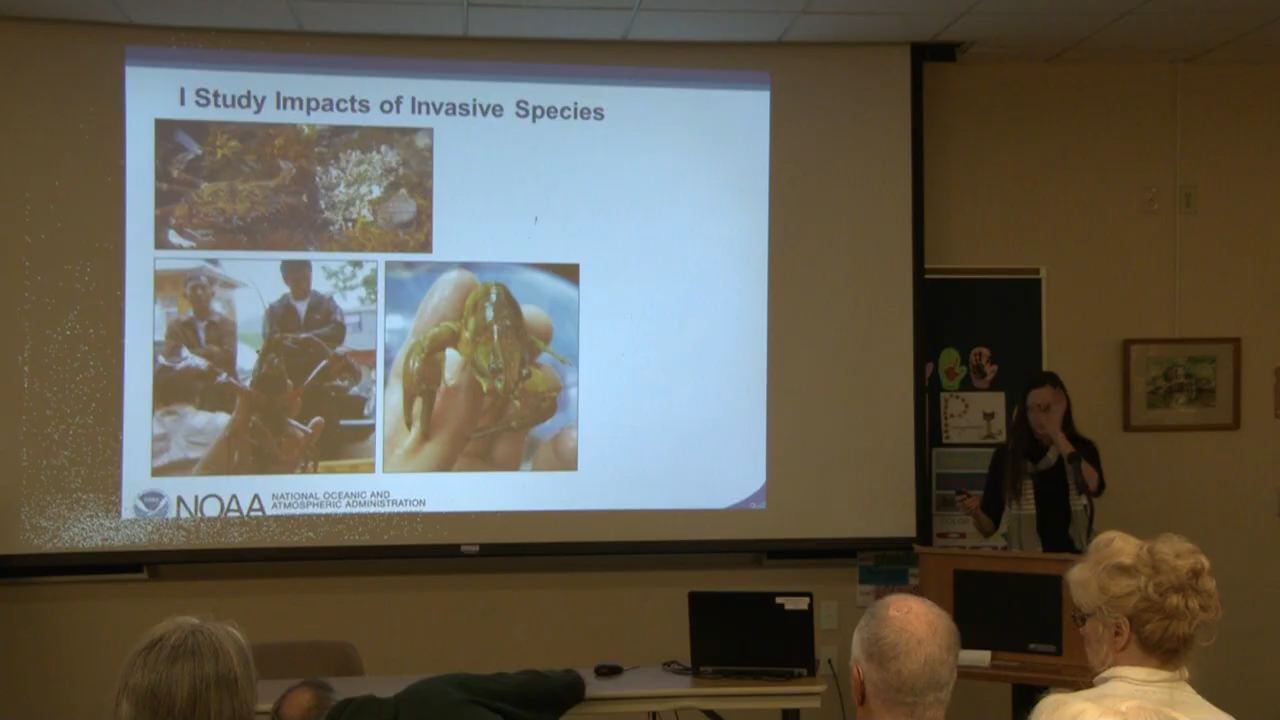 I Study Impacts of Invasive Species
NOAA
NATIONAL OCEANIC AND
ATMOSPHERIC ADMINISTRATION